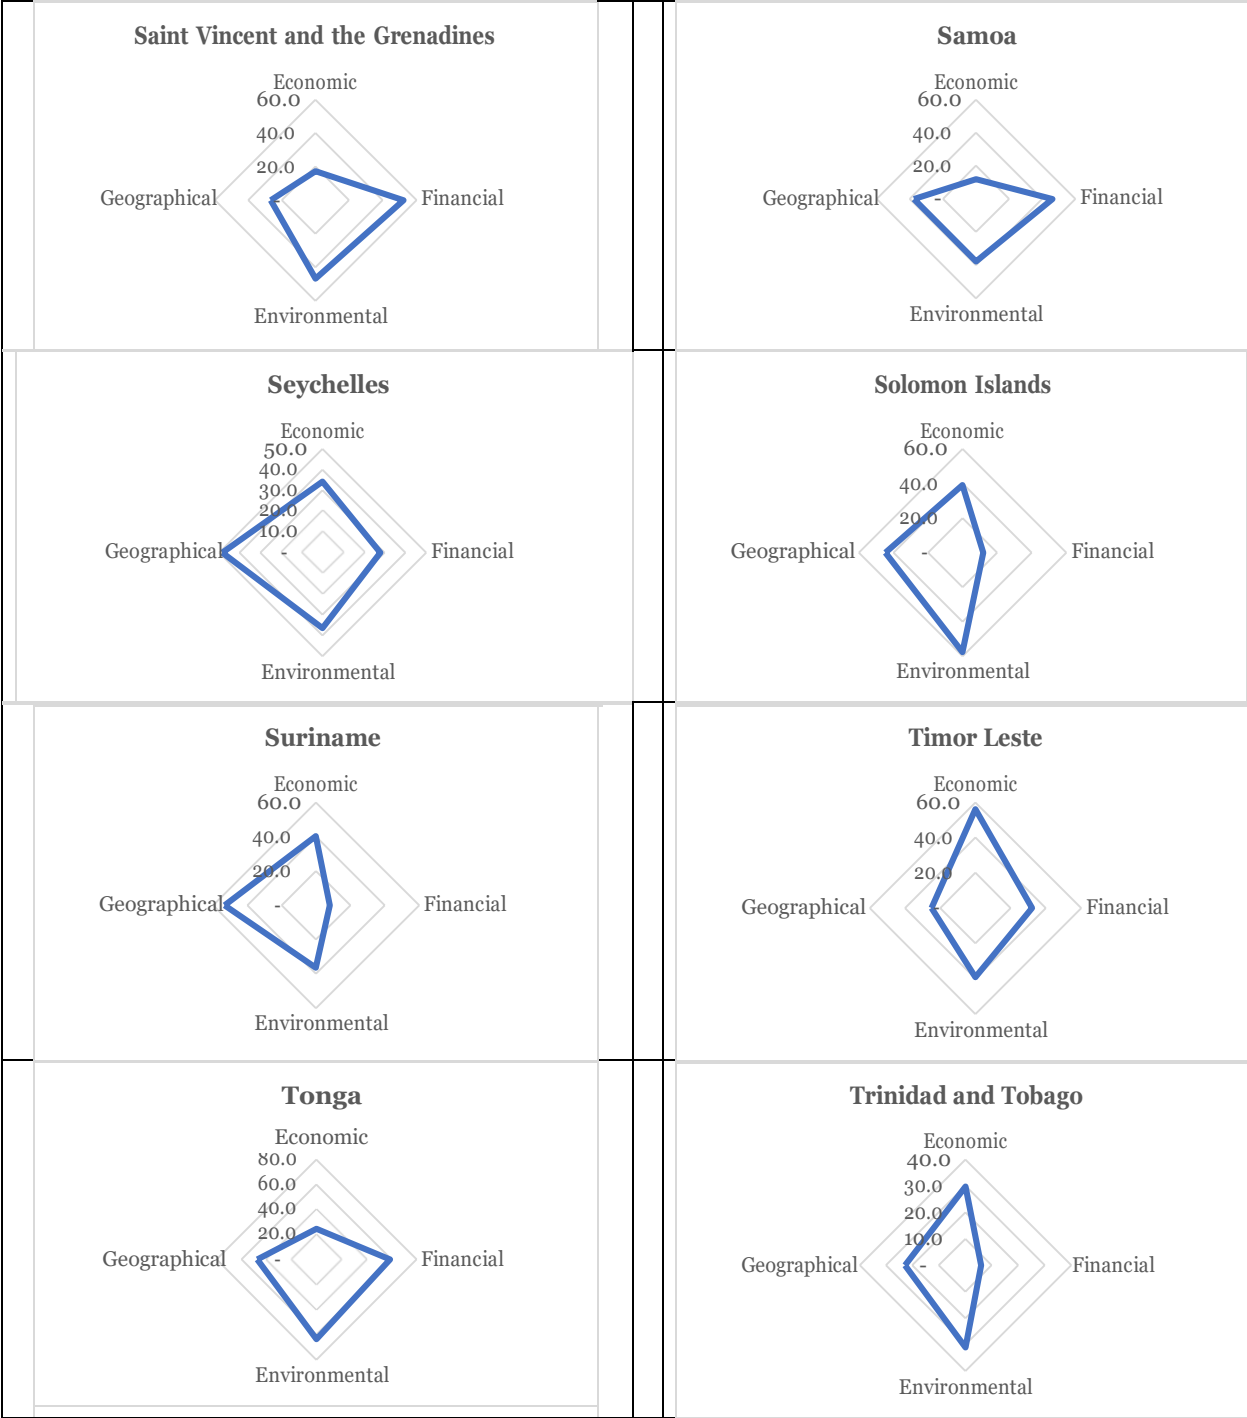 Saint Vincent and the Grenadines
Economic
60.0
40.0
20.0
-
Geographical
Financial
Environmental
Samoa
Economic
60.0
40.0
20.0
-
Geographical
Financial
Environmental
Seychelles
Economic
50.0
40.0
30.0
20.0
10.0
-
Geographical
Financial
Environmental
Solomon Islands
Economic
60.0
40.0
20.0
-
Geographical
Financial
Environmental
Suriname
Economic
60.0
40.0
20.0
-
Geographical
Financial
Environmental
Timor Leste
Economic
60.0
40.0
20.0
-
Geographical
Financial
Environmental
Tonga
Economic
80.0
60.0
40.0
20.0
-
Geographical
Financial
Environmental
Trinidad and Tobago
Economic
40.0
30.0
20.0
10.0
-
Geographical
Financial
Environmental